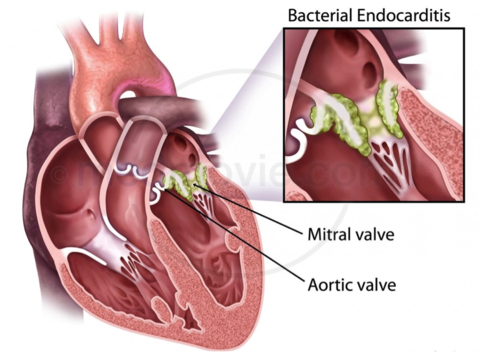 Bacterial Endocarditis
Mitral valve
Aortic valve